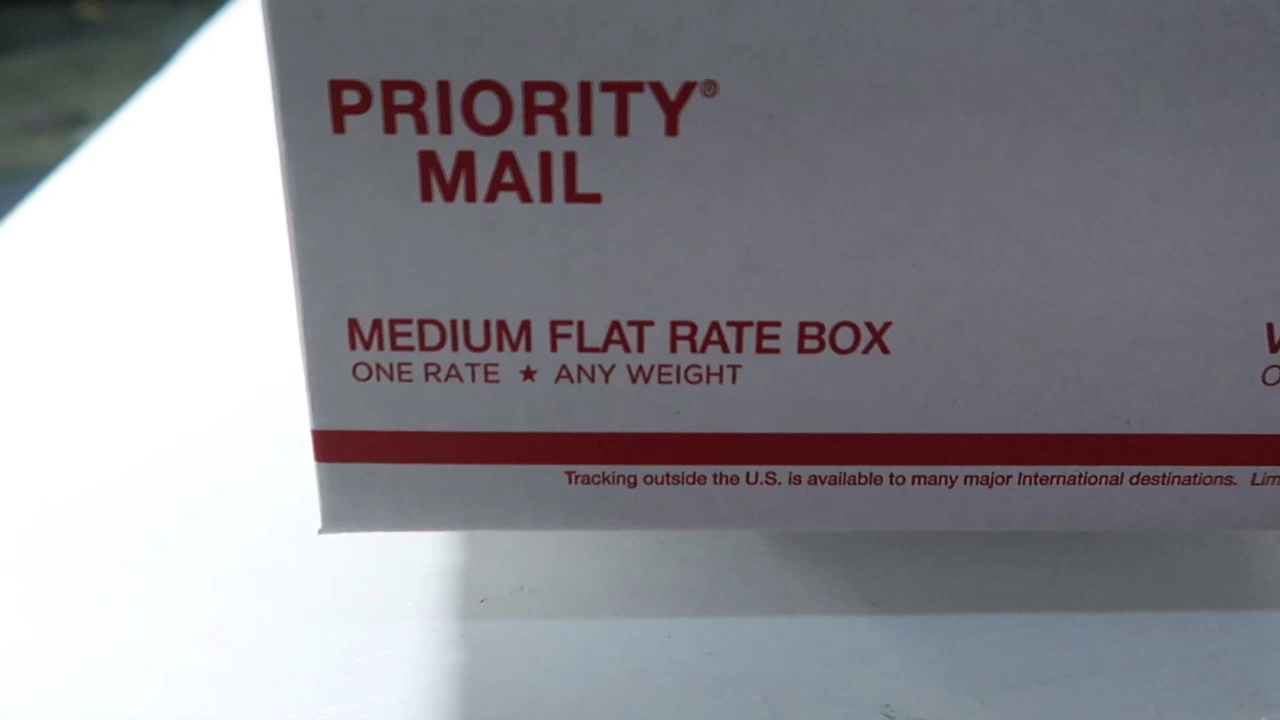 PRIORITY®
MAIL
MEDIUM FLAT RATE BOX
ONE RATE ★ ANY WEIGHT
Tracking outside the U.S. is available to many major International destinations.